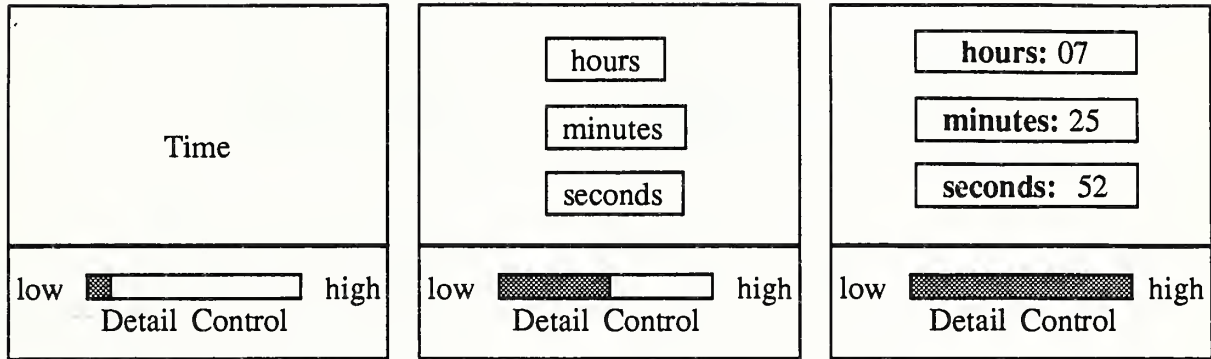 Time
low high
Detail Control
hours
minutes
seconds
low high
Detail Control
hours: 07
minutes: 25
seconds: 52
low high
Detail Control